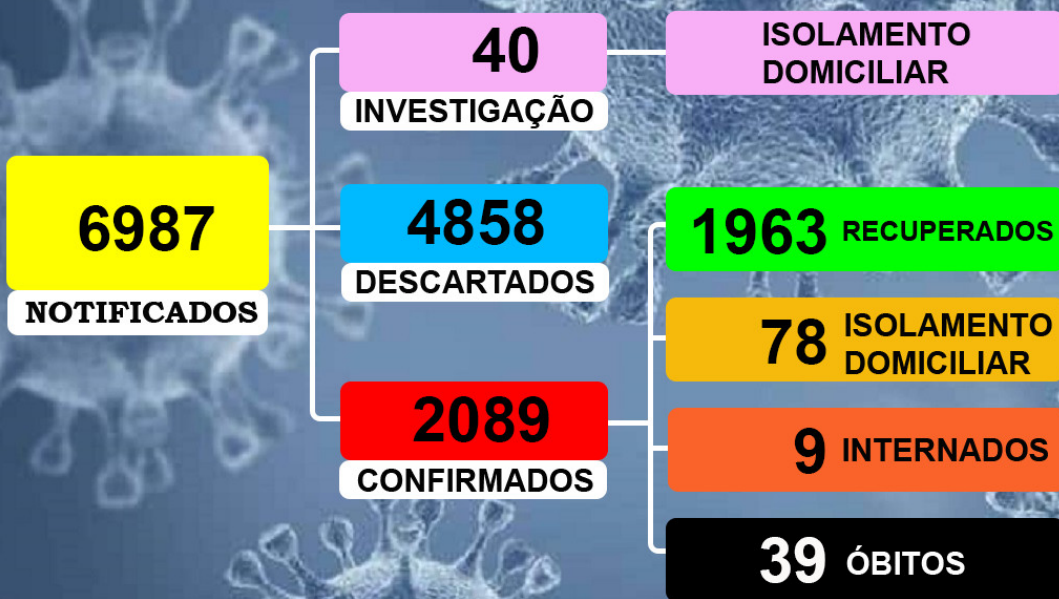 6987
NOTIFICADOS
40
INVESTIGAÇÃO
ISOLAMENTO
DOMICILIAR
4858
DESCARTADOS
2089
CONFIRMADOS
1963 RECUPERADOS
78 ISOLAMENTO
DOMICILIAR
9 INTERNADOS
39 ÓBITOS